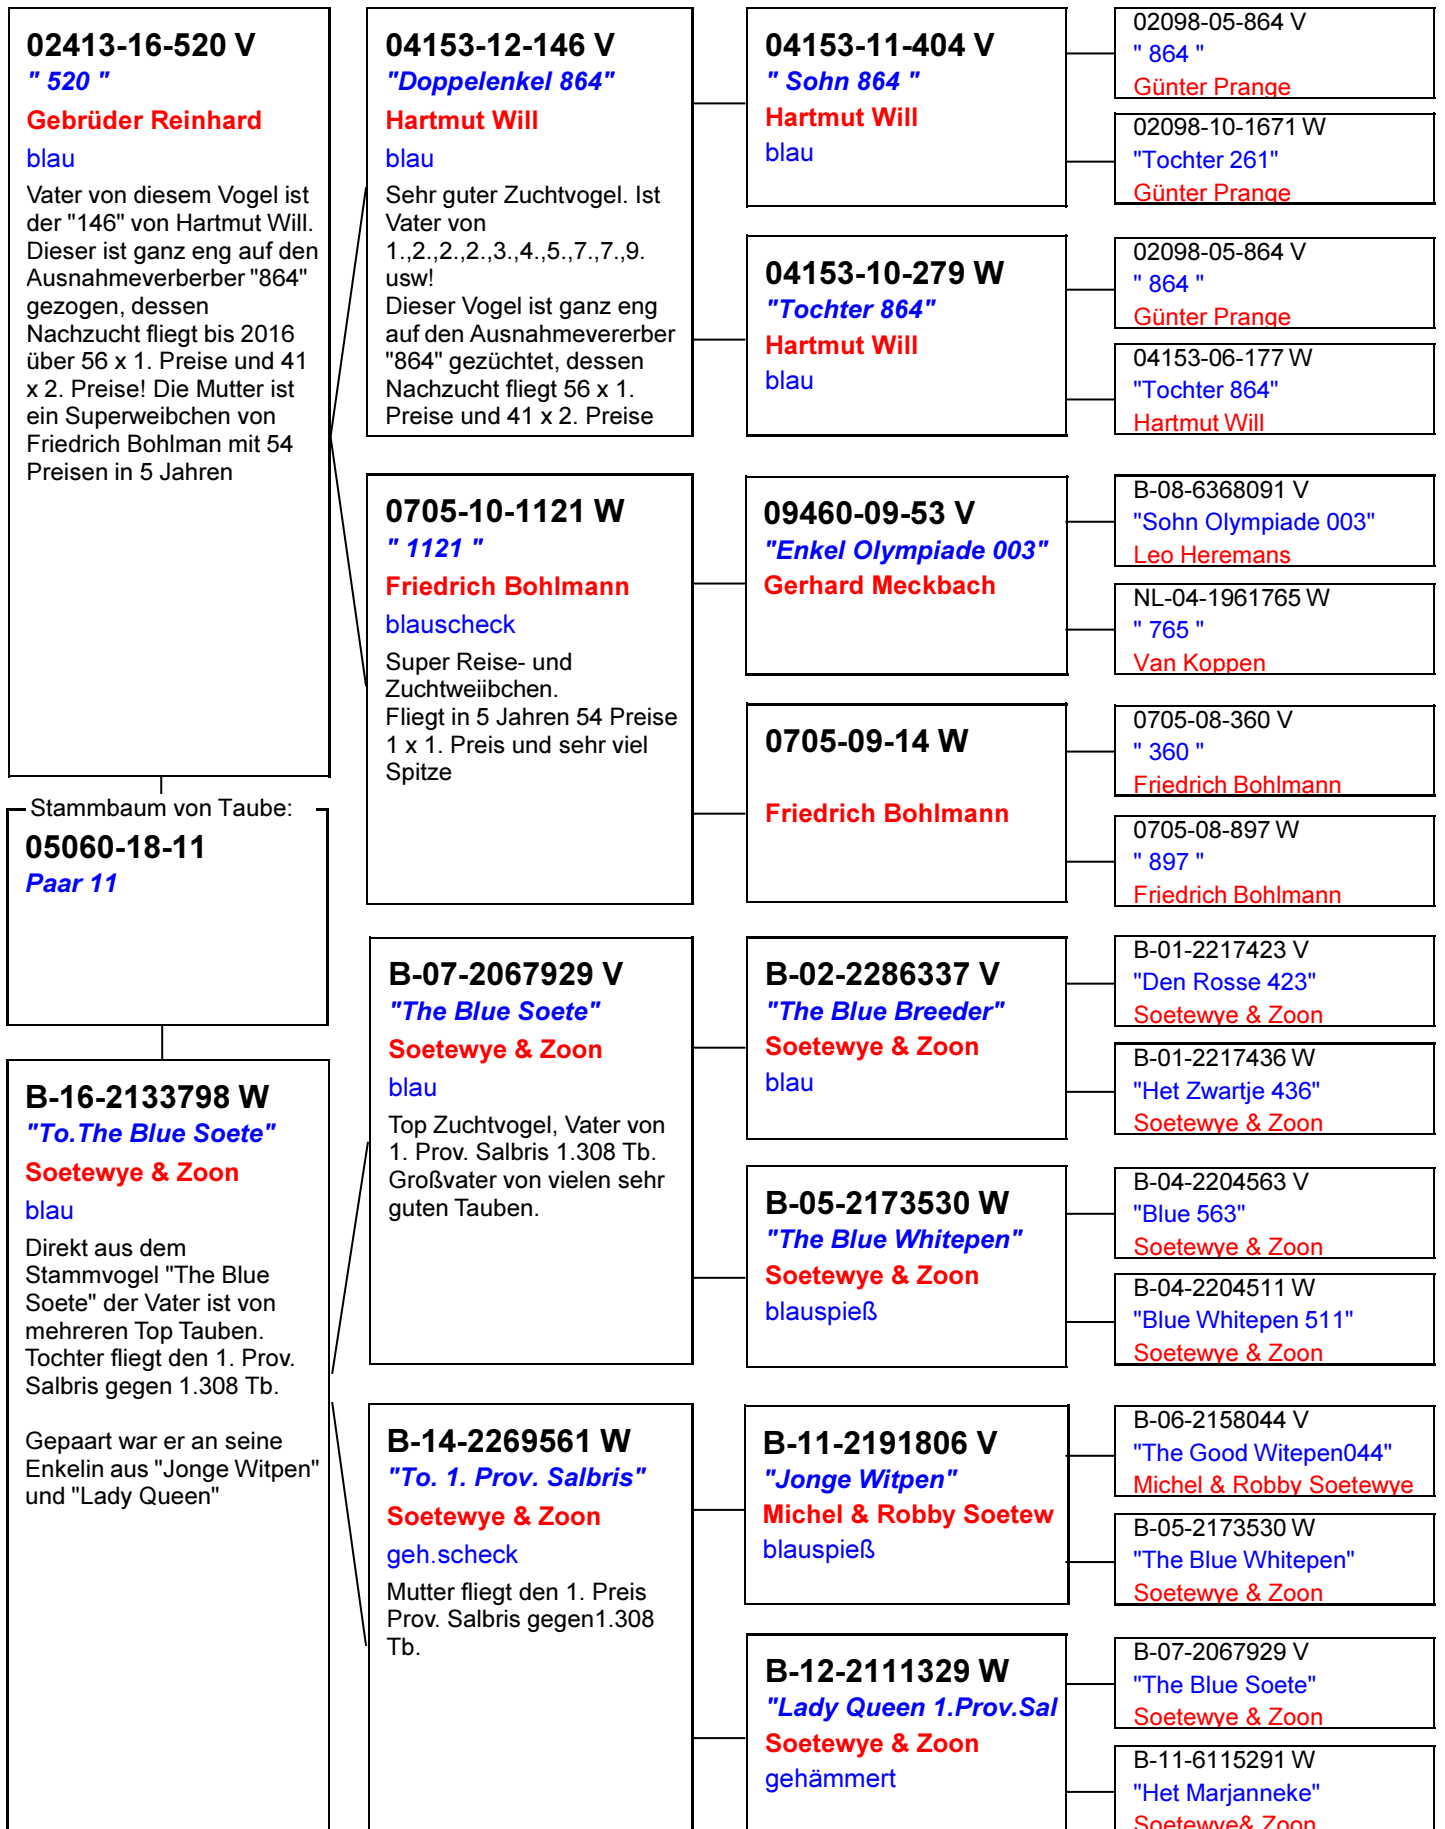 02413-16-520 V
" 520 "
Gebrüder Reinhard
blau
Vater von diesem Vogel ist
der "146" von Hartmut Will.
Dieser ist ganz eng auf den
Ausnahmeverberber "864"
gezogen, dessen
Nachzucht fliegt bis 2016
über 56 x 1. Preise und 41
x 2. Preise! Die Mutter ist
ein Superweibchen von
Friedrich Bohlman mit 54
Preisen in 5 Jahren
Stammbaum von Taube:
05060-18-11
Paar 11
B-16-2133798 W
"To.The Blue Soete"
Soetewye & Zoon
blau
Direkt aus dem
Stammvogel "The Blue
Soete" der Vater ist von
mehreren Top Tauben.
Tochter fliegt den 1. Prov.
Salbris gegen 1.308 Tb.
Gepaart war er an seine
Enkelin aus "Jonge Witpen"
und "Lady Queen"
04153-12-146 V
"Doppelenkel 864"
Hartmut Will
blau
Sehr guter Zuchtvogel. Ist
Vater von
1.,2.,2.,2.,3.,4.,5.,7.,7.,9.
usw!
Dieser Vogel ist ganz eng
auf den Ausnahmevererber
"864" gezüchtet, dessen
Nachzucht fliegt 56 x 1.
Preise und 41 x 2. Preise
0705-10-1121 W
" 1121 "
Friedrich Bohlmann
blauscheck
Super Reise- und
Zuchtweiibchen.
Fliegt in 5 Jahren 54 Preise
1 x 1. Preis und sehr viel
Spitze
B-07-2067929 V
"The Blue Soete"
Soetewye & Zoon
blau
Top Zuchtvogel, Vater von
1. Prov. Salbris 1.308 Tb.
Großvater von vielen sehr
guten Tauben.
B-14-2269561 W
"To. 1. Prov. Salbris"
Soetewye & Zoon
geh.scheck
Mutter fliegt den 1. Preis
Prov. Salbris gegen1.308
Tb.
04153-11-404 V
" Sohn 864 "
Hartmut Will
blau
04153-10-279 W
"Tochter 864"
Hartmut Will
blau
09460-09-53 V
"Enkel Olympiade 003"
Gerhard Meckbach
0705-09-14 W
Friedrich Bohlmann
B-02-2286337 V
"The Blue Breeder"
Soetewye & Zoon
blau
B-05-2173530 W
"The Blue Whitepen"
Soetewye & Zoon
blauspieß
B-11-2191806 V
"Jonge Witpen"
Michel & Robby Soetew
blauspieß
B-12-2111329 W
"Lady Queen 1.Prov.Sal
Soetewye & Zoon
gehämmert
02098-05-864 V
" 864 "
Günter Prange
02098-10-1671 W
"Tochter 261"
Günter Prange
02098-05-864 V
" 864 "
Günter Prange
04153-06-177 W
"Tochter 864"
Hartmut Will
B-08-6368091 V
"Sohn Olympiade 003"
Leo Heremans
NL-04-1961765 W
" 765 "
Van Koppen
0705-08-360 V
" 360 "
Friedrich Bohlmann
0705-08-897 W
" 897 "
Friedrich Bohlmann
B-01-2217423 V
"Den Rosse 423"
Soetewye & Zoon
B-01-2217436 W
"Het Zwartje 436"
Soetewye & Zoon
B-04-2204563 V
"Blue 563"
Soetewye & Zoon
B-04-2204511 W
"Blue Whitepen 511"
Soetewye & Zoon
B-06-2158044 V
"The Good Witepen044"
Michel & Robby Soetewye
B-05-2173530 W
"The Blue Whitepen"
Soetewye & Zoon
B-07-2067929 V
"The Blue Soete"
Soetewye & Zoon
B-11-6115291 W
"Het Marjanneke"
Soetewye& Zoon